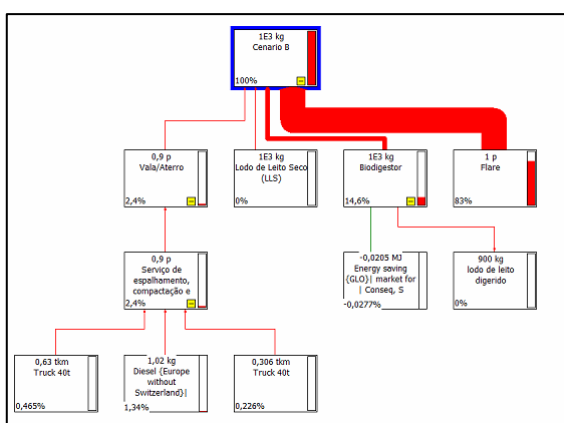 1E3 kg
Cenario B
100%
0,9 p
Vala/Aterro
2,4%
1E3 kg
Lodo de Leito Seco
(LLS)
0%
1E3 kg
Biodigestor
14,6%
1 p
Flare
83%
0,9 p
Serviço de
espalhamento,
compactação e
2,4%
-0,0205 MJ
Energy saving
{GLO}| market for
| Conseq, S
-0,0277%
900 kg
lodo de leito
digerido
0%
0,63 tkm
Truck 40t
0,465%
1,02 kg
Diesel {Europe
without
Switzerland}|
1,34%
0,306 tkm
Truck 40t
0,226%